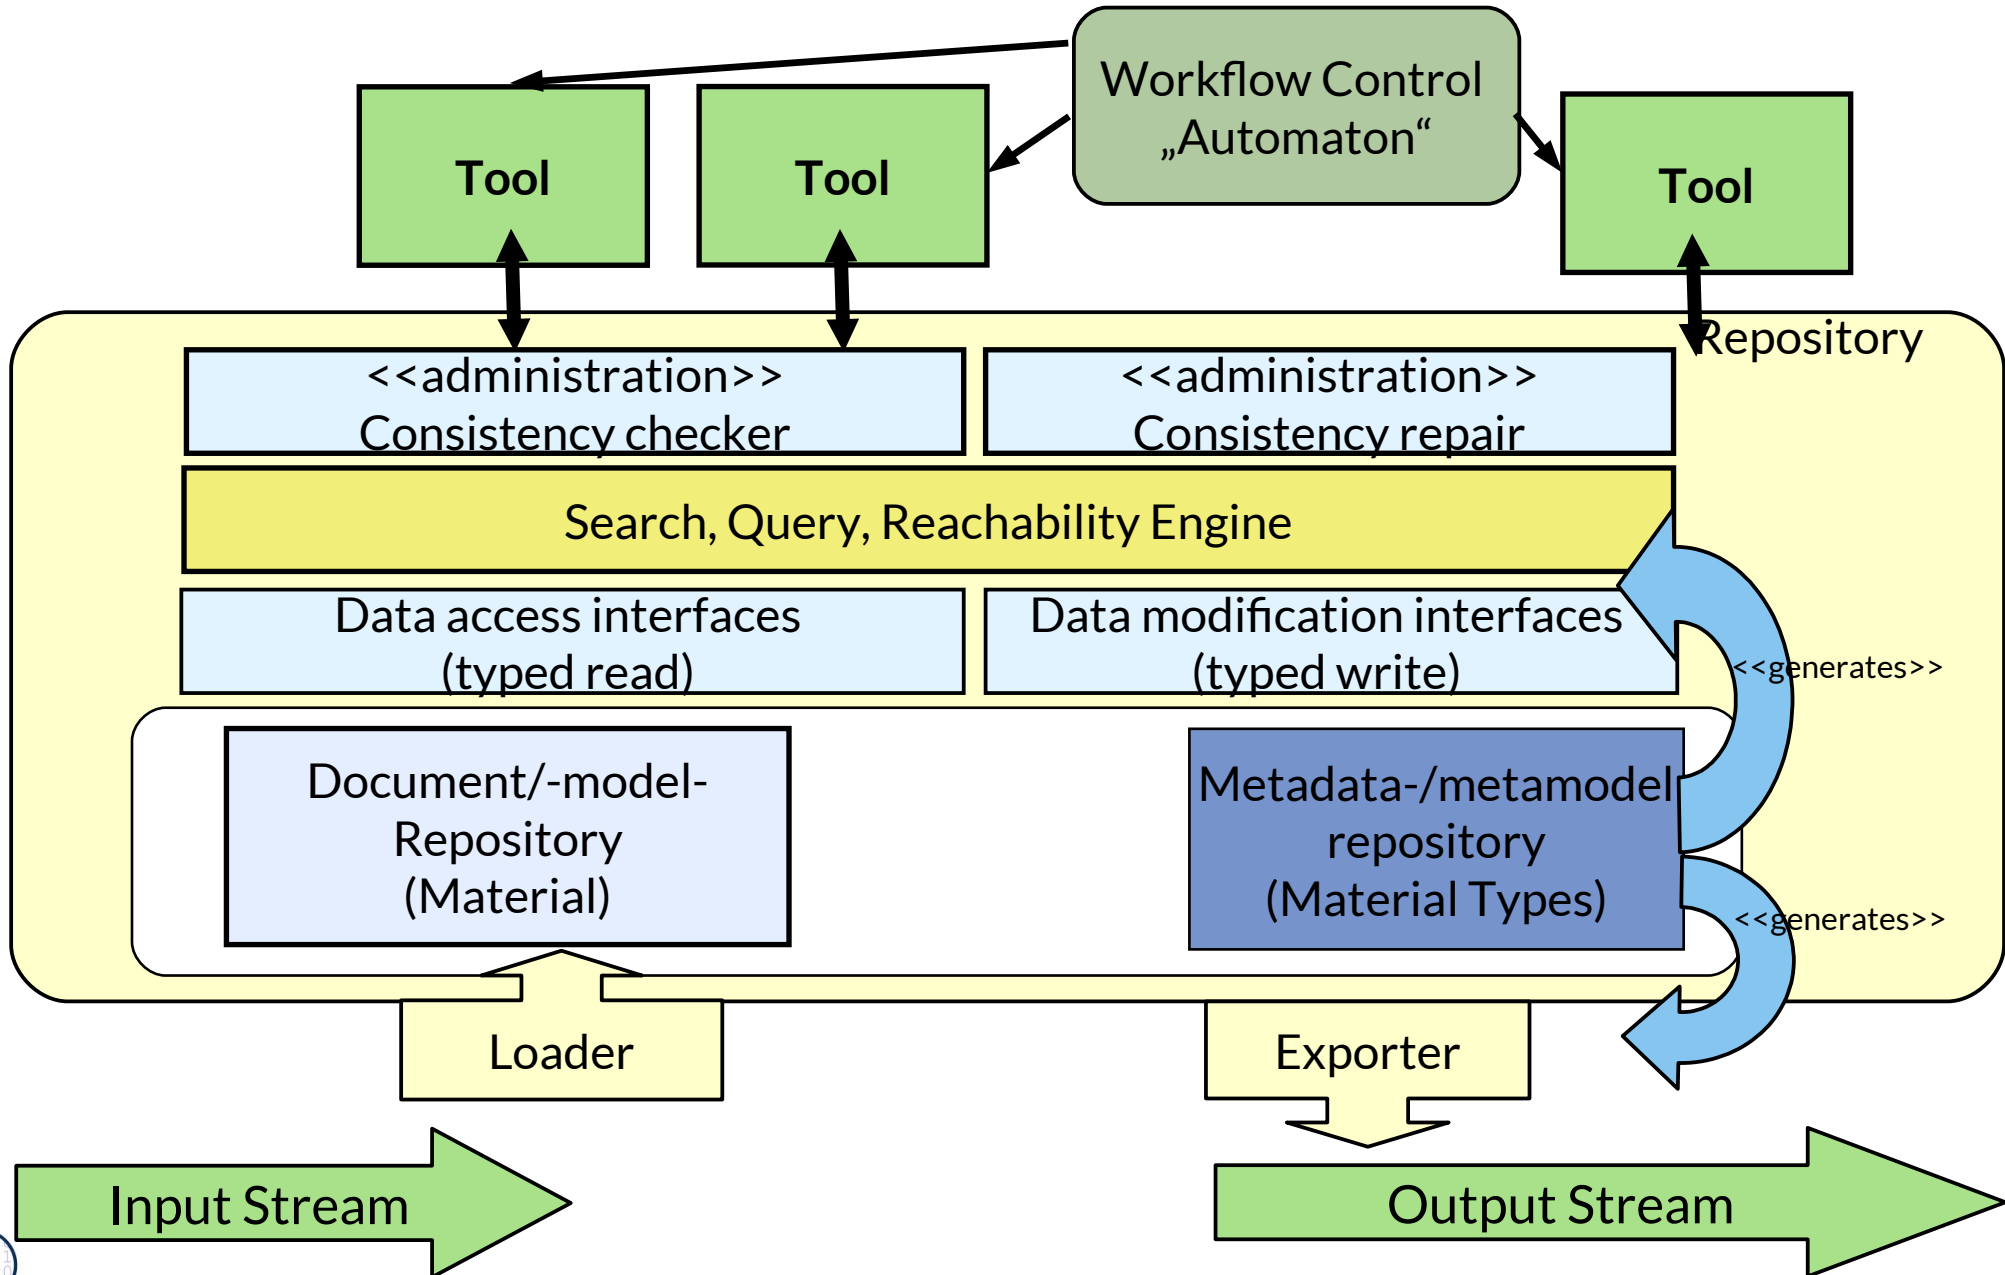 Workflow Control
„Automaton“
Tool
Tool
Tool
Repository
<<administration>>
Consistency checker
<<administration>>
Consistency repair
Search, Query, Reachability Engine
Data access interfaces
(typed read)
Data modification interfaces
(typed write)
<<generates>>
Document/-model-
Repository
(Material)
Metadata-/metamodel
repository
(Material Types)
<<generates>>
Loader
Exporter
Input Stream
Output Stream